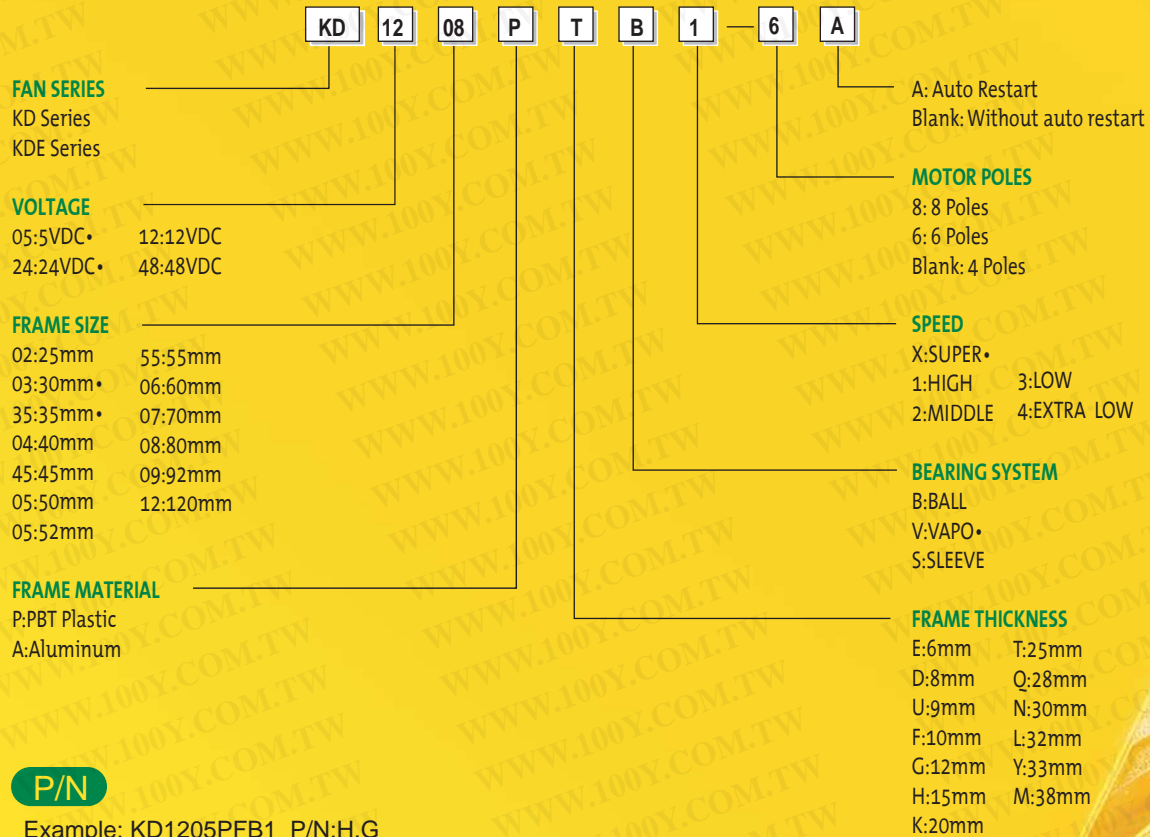 KD 12 08 P T B 1 — 6 A
FAN SERIES
KD Series
KDE Series
VOLTAGE
05:5VDC• 12:12VDC
24:24VDC• 48:48VDC
FRAME SIZE
02:25mm 55:55mm
03:30mm• 06:60mm
35:35mm• 07:70mm
04:40mm 08:80mm
45:45mm 09:92mm
05:50mm 12:120mm
05:52mm
FRAME MATERIAL
P:PBT Plastic
A:Aluminum
A: Auto Restart
Blank: Without auto restart
MOTOR POLES
8: 8 Poles
6: 6 Poles
Blank: 4 Poles
SPEED
X:SUPER•
1:HIGH 3:LOW
2:MIDDLE 4:EXTRA LOW
BEARING SYSTEM
B:BALL
V:VAPO•
S:SLEEVE
FRAME THICKNESS
E:6mm T:25mm
D:8mm Q:28mm
U:9mm N:30mm
F:10mm L:32mm
G:12mm Y:33mm
H:15mm M:38mm
K:20mm
P/N
Example: KD1205PFB1 P/N:H.G
WWW.100Y.COM.TW